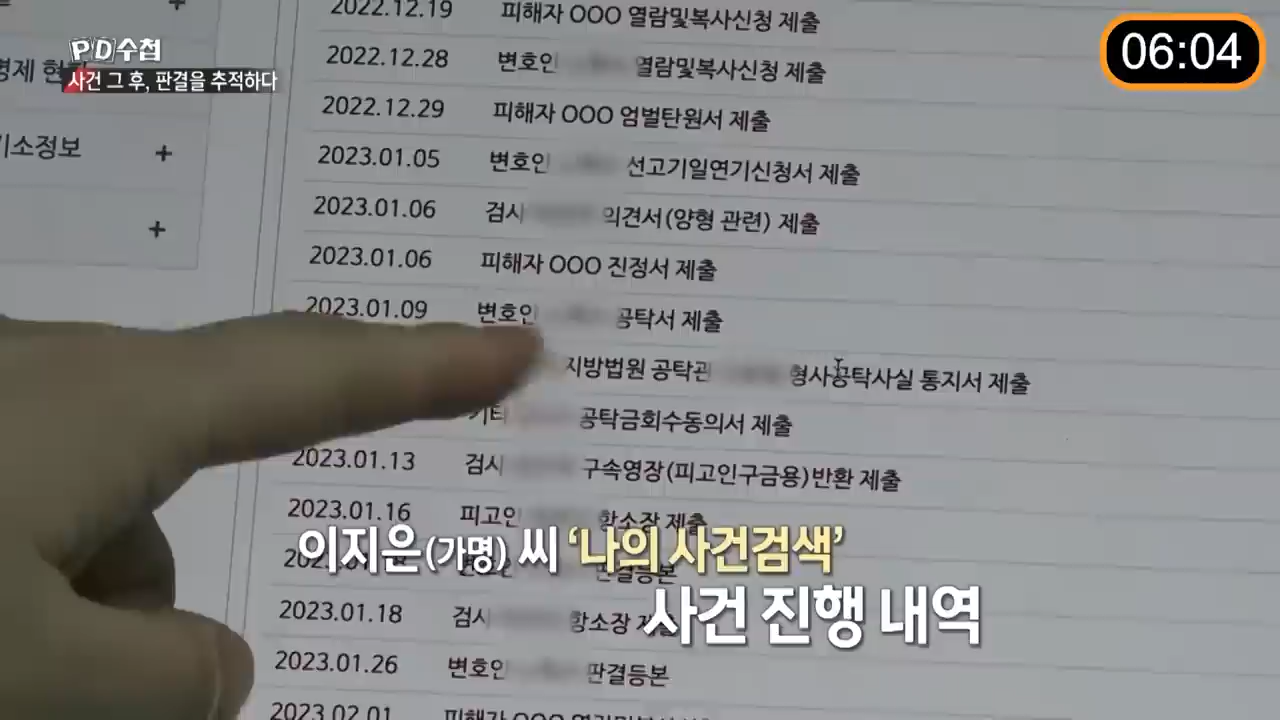 PD수첩
사건 그 후, 판결을 추적하다
06:04
2022.12.19 피해자 OOO 열람및복사신청 제출
2022.12.28 변호인 열람및복사신청 제출
2022.12.29 피해자 OOO 엄벌탄원서 제출
기소정보 +
2023.01.05 변호인 선고기일연기신청서 제출
2023.01.06 검사 의견서(양형 관련) 제출
+
2023.01.06 피해자 OOO 진정서 제출
2023.01.09 변호인 공탁서 제출
지방법원 공탁관 형사공탁사실 통지서 제출
기타 공탁금회수동의서 제출
2023.01.13 검사 구속영장(피고인구금용)반환 제출
2023.01.16 피고인 항소장 제출
판결등본
2023.01.18 검사 항소장
2023.01.26 변호인 판결등본
2023.02.01 피해자 OOO
이지은(가명) 씨 ‘나의 사건검색’
사건 진행 내역